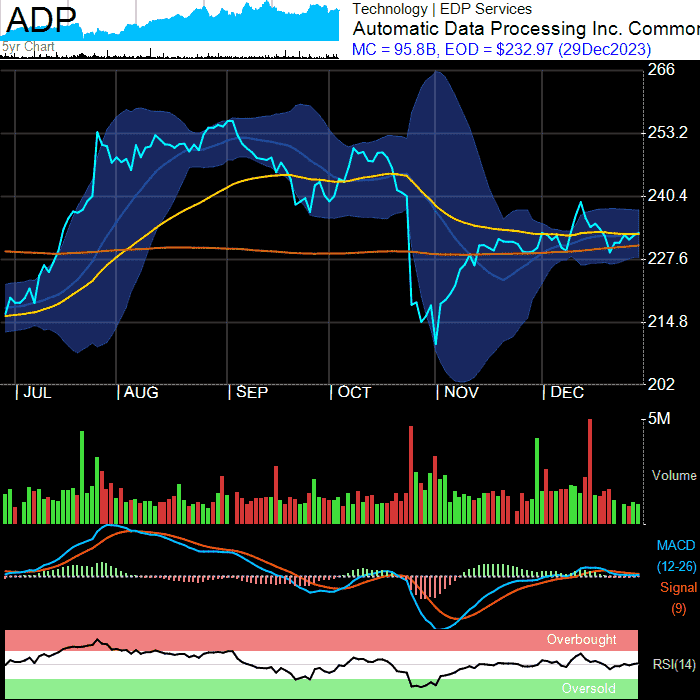 ADP
5yr Chart
Technology | EDP Services
Automatic Data Processing Inc. Common
MC = 95.8B, EOD = $232.97 (29Dec2023)
266
253.2
240.4
227.6
214.8
202
JUL AUG SEP OCT NOV DEC
5M
Volume
MACD
(12-26)
Signal
(9)
Overbought
RSI(14)
Oversold